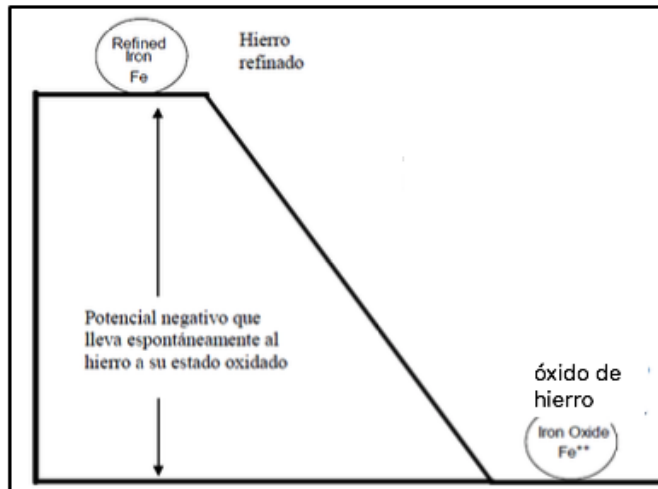 Refined
Iron
Fe
Hierro
refinado
Potencial negativo que
lleva espontáneamente al
hierro a su estado oxidado
óxido de
hierro
Iron Oxide
Fe⁺⁺